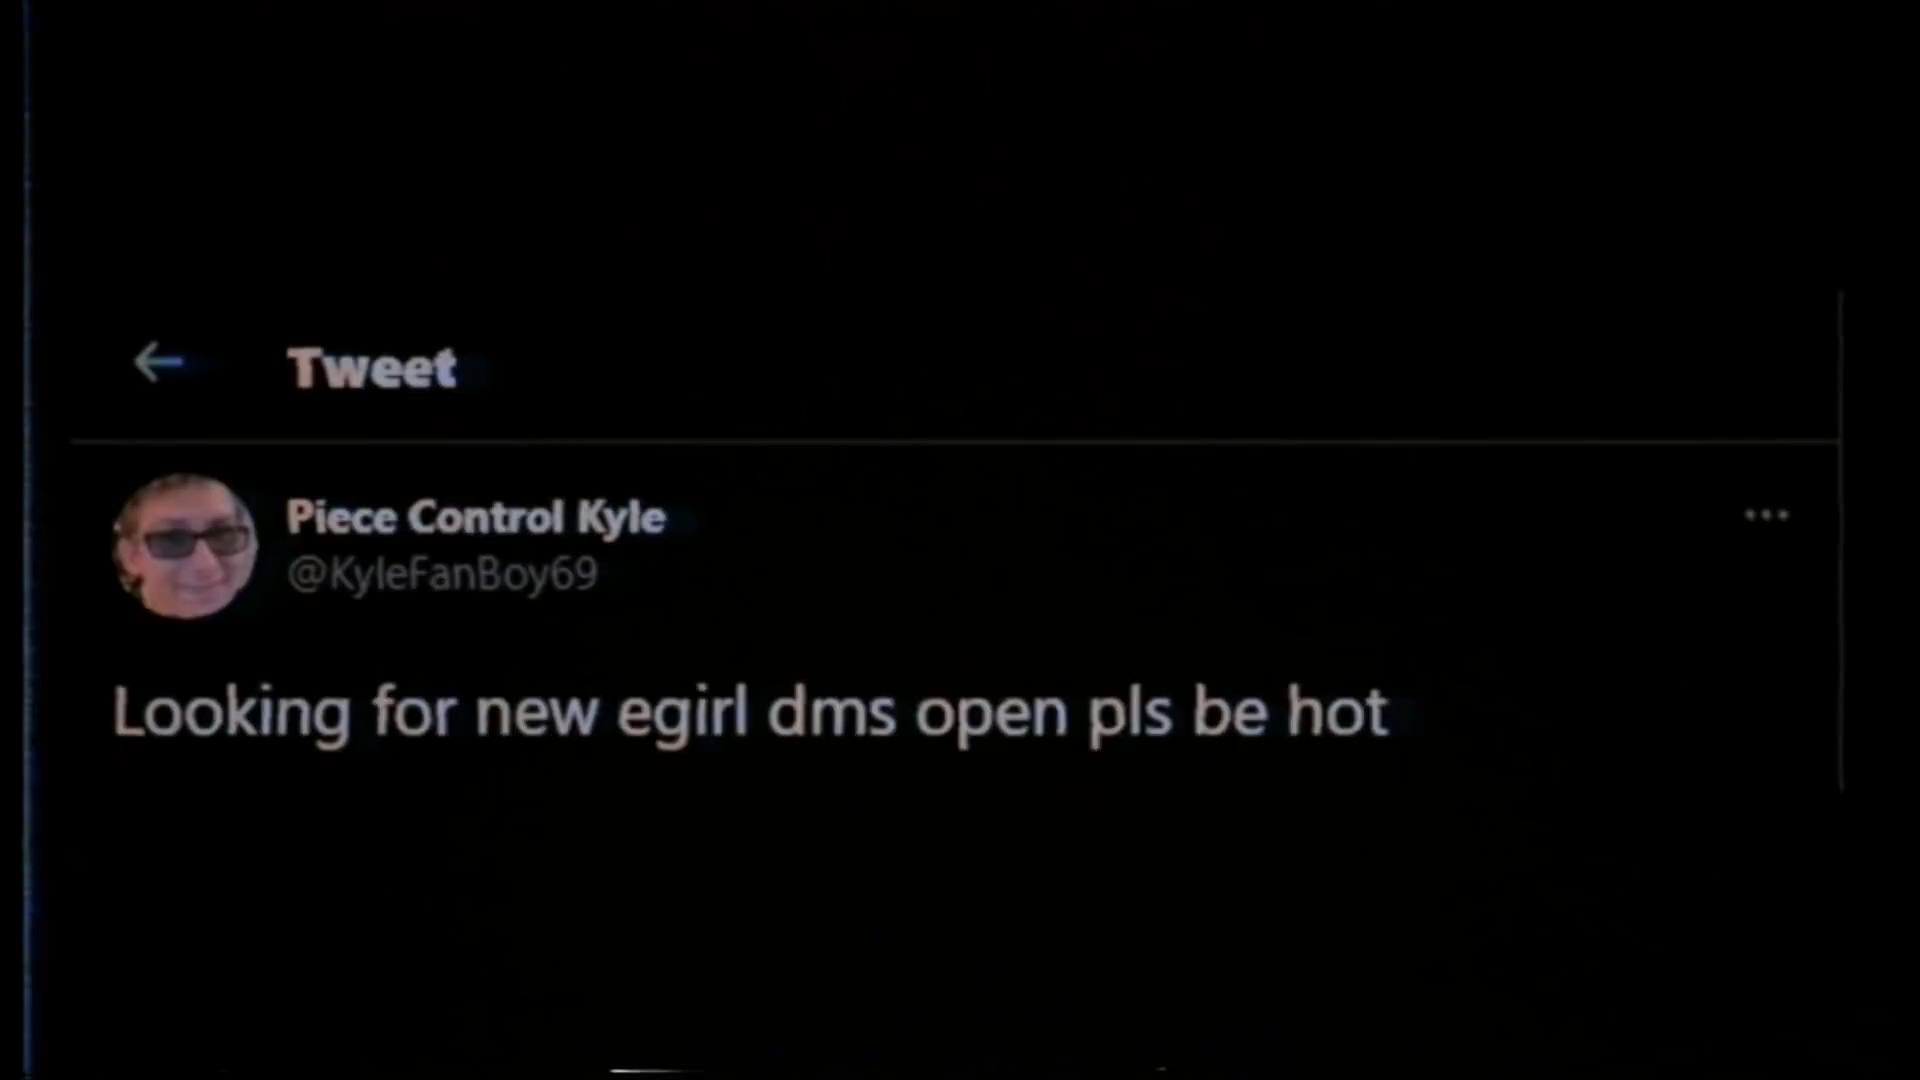 Tweet
Piece Control Kyle
@KyleFanBoy69
Looking for new egirl dms open pls be hot